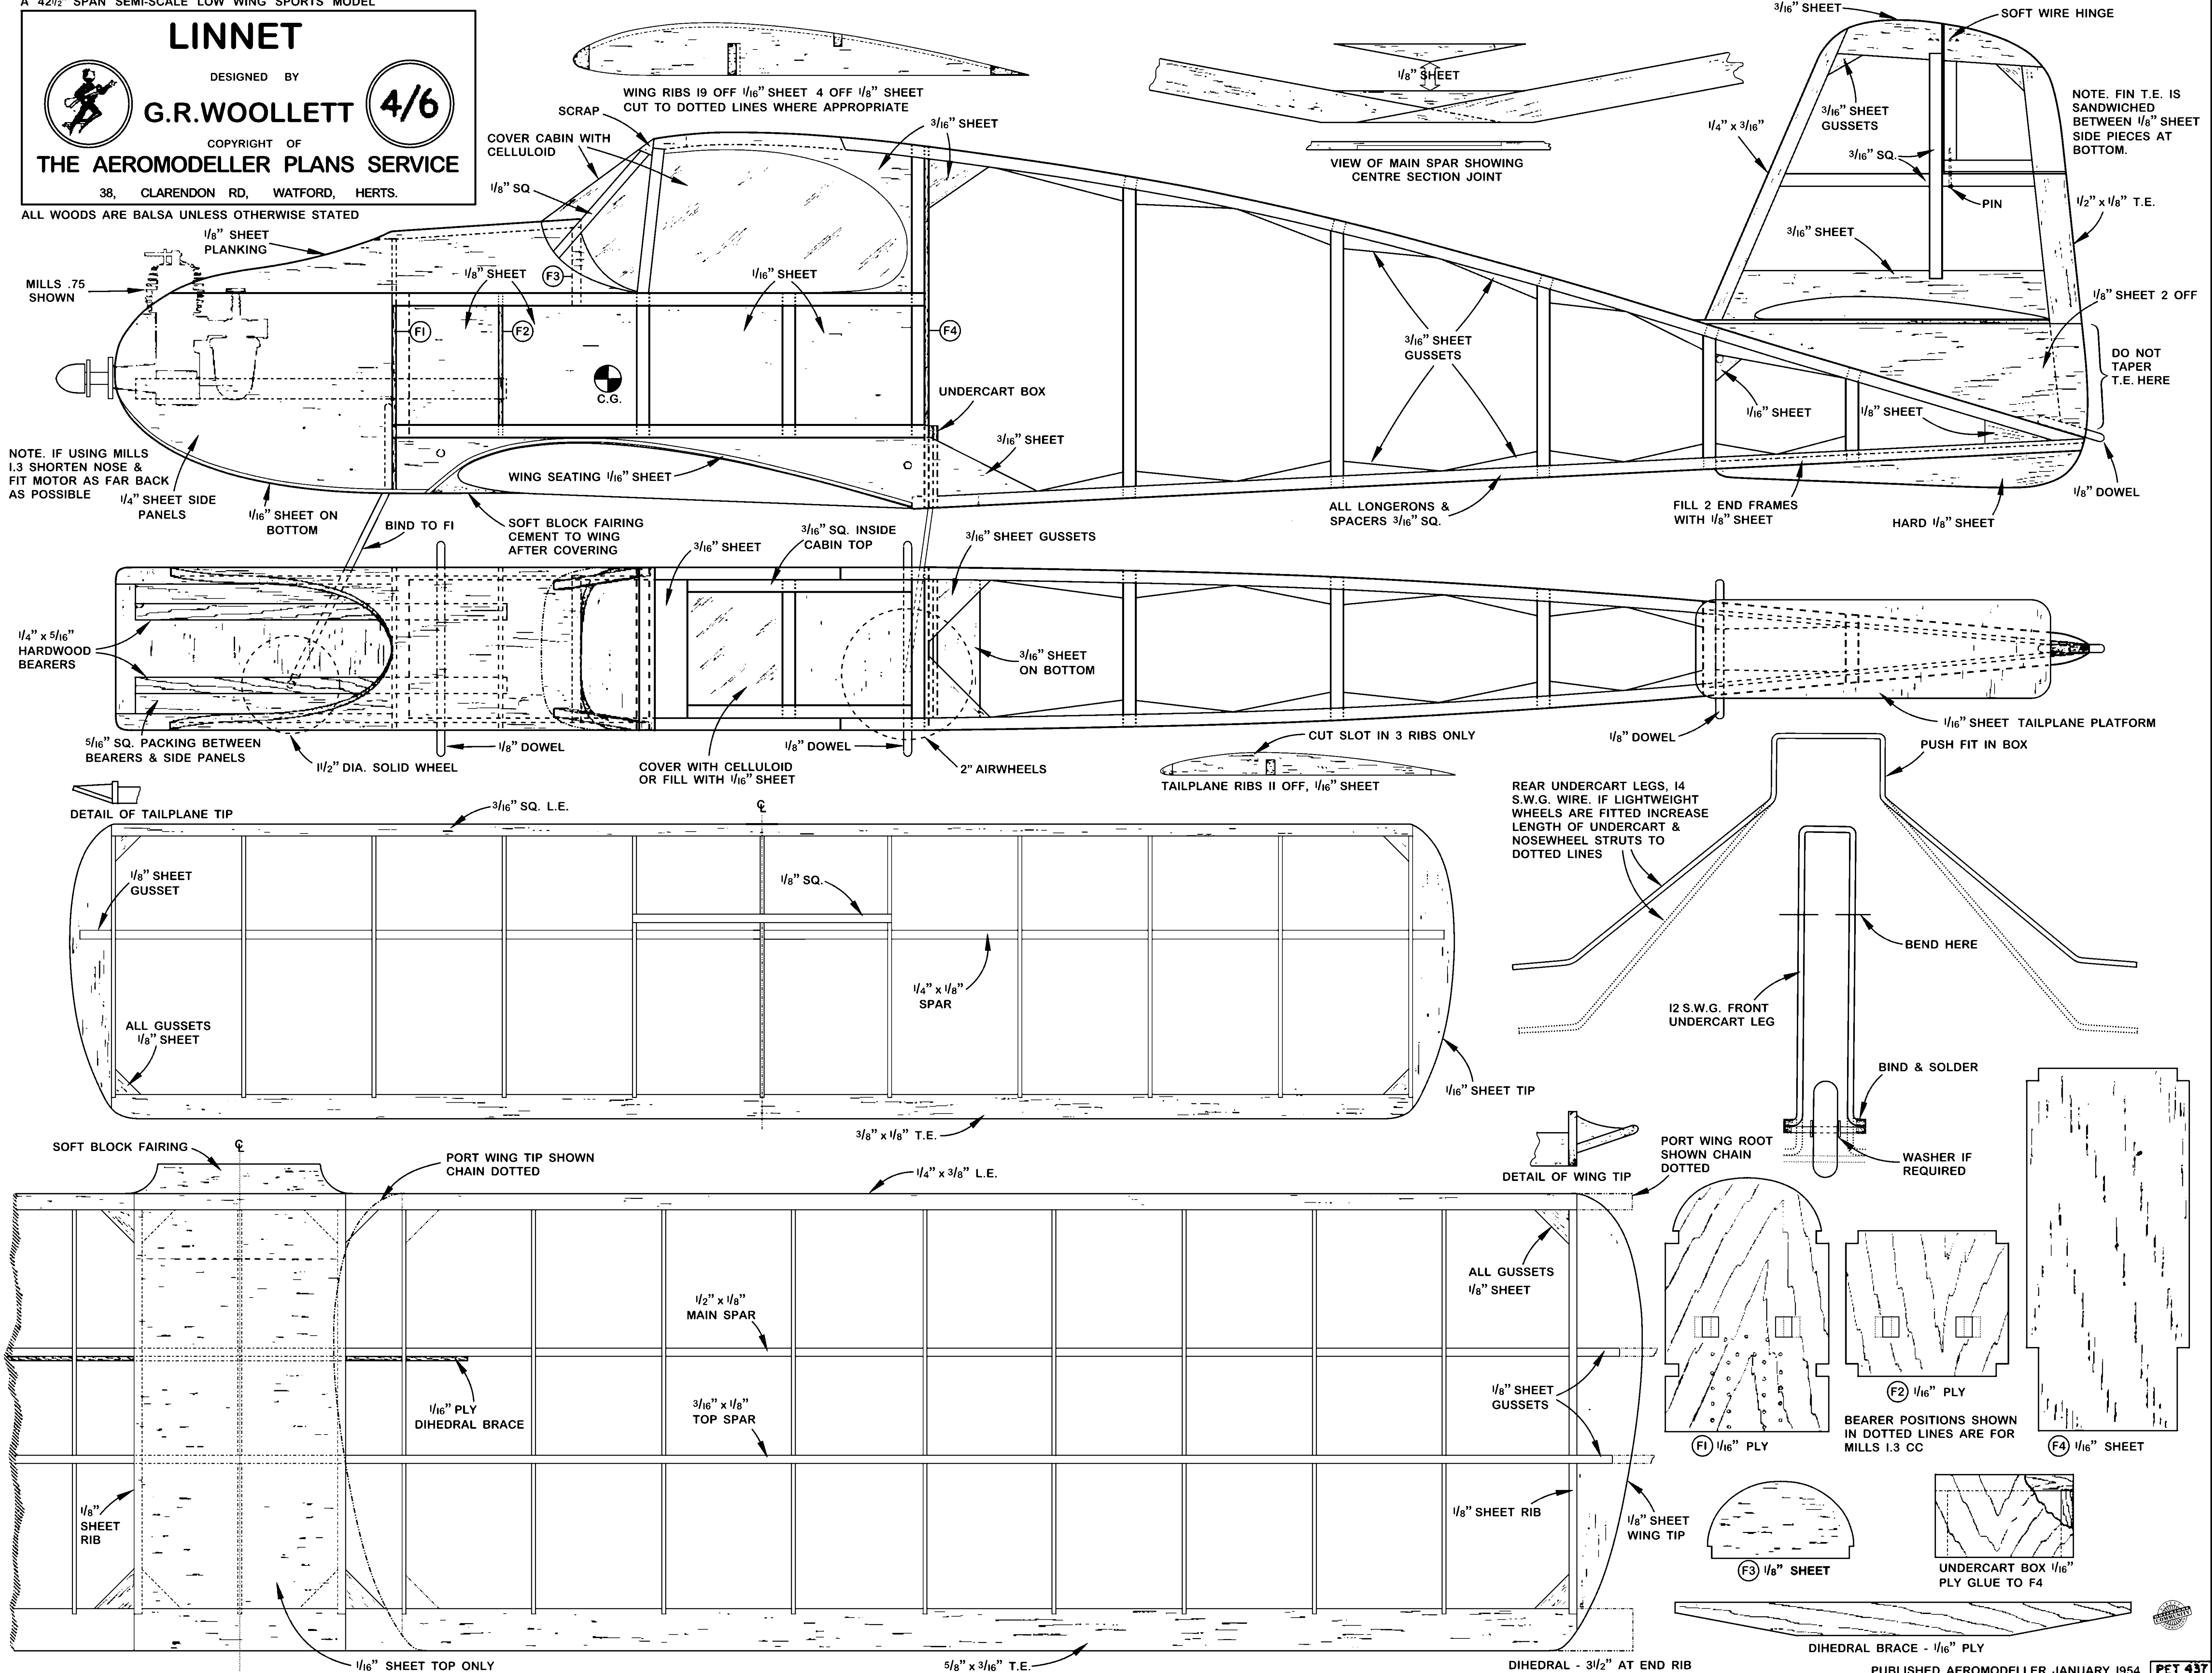 A 42 1/2" SPAN SEMI-SCALE LOW WING SPORTS MODEL
LINNET
DESIGNED BY
G.R.WOOLLETT
4/6
COPYRIGHT OF
THE AEROMODELLER PLANS SERVICE
38, CLARENDON RD, WATFORD, HERTS.
ALL WOODS ARE BALSA UNLESS OTHERWISE STATED
WING RIBS 19 OFF 1/16" SHEET 4 OFF 1/8" SHEET
CUT TO DOTTED LINES WHERE APPROPRIATE
1/8" SHEET
VIEW OF MAIN SPAR SHOWING
CENTRE SECTION JOINT
3/16" SHEET
SOFT WIRE HINGE
3/16" SHEET
GUSSETS
1/4" x 3/16"
3/16" SQ.
NOTE. FIN T.E. IS
SANDWICHED
BETWEEN 1/8" SHEET
SIDE PIECES AT
BOTTOM.
PIN
1/2" x 1/8" T.E.
3/16" SHEET
1/8" SHEET 2 OFF
DO NOT
TAPER
T.E. HERE
SCRAP
COVER CABIN WITH
CELLULOID
1/8" SQ
3/16" SHEET
1/8" SHEET
PLANKING
MILLS .75
SHOWN
F3
1/8" SHEET
1/16" SHEET
F1
F2
F4
C.G.
UNDERCART BOX
3/16" SHEET
3/16" SHEET
GUSSETS
1/16" SHEET
1/8" SHEET
NOTE. IF USING MILLS
1.3 SHORTEN NOSE &
FIT MOTOR AS FAR BACK
AS POSSIBLE
1/4" SHEET SIDE
PANELS
1/16" SHEET ON
BOTTOM
WING SEATING 1/16" SHEET
BIND TO F1
SOFT BLOCK FAIRING
CEMENT TO WING
AFTER COVERING
ALL LONGERONS &
SPACERS 3/16" SQ.
FILL 2 END FRAMES
WITH 1/8" SHEET
HARD 1/8" SHEET
1/8" DOWEL
3/16" SHEET
3/16" SQ. INSIDE
CABIN TOP
3/16" SHEET GUSSETS
1/4" x 5/16"
HARDWOOD
BEARERS
3/16" SHEET
ON BOTTOM
5/16" SQ. PACKING BETWEEN
BEARERS & SIDE PANELS
1 1/2" DIA. SOLID WHEEL
1/8" DOWEL
COVER WITH CELLULOID
OR FILL WITH 1/16" SHEET
1/8" DOWEL
2" AIRWHEELS
1/8" DOWEL
1/16" SHEET TAILPLANE PLATFORM
CUT SLOT IN 3 RIBS ONLY
TAILPLANE RIBS 11 OFF, 1/16" SHEET
PUSH FIT IN BOX
REAR UNDERCART LEGS, 14
S.W.G. WIRE. IF LIGHTWEIGHT
WHEELS ARE FITTED INCREASE
LENGTH OF UNDERCART &
NOSEWHEEL STRUTS TO
DOTTED LINES
BEND HERE
12 S.W.G. FRONT
UNDERCART LEG
BIND & SOLDER
WASHER IF
REQUIRED
DETAIL OF TAILPLANE TIP
3/16" SQ. L.E.
℄
1/8" SHEET
GUSSET
1/8" SQ.
1/4" x 1/8"
SPAR
ALL GUSSETS
1/8" SHEET
1/16" SHEET TIP
3/8" x 1/8" T.E.
SOFT BLOCK FAIRING
℄
PORT WING TIP SHOWN
CHAIN DOTTED
1/4" x 3/8" L.E.
DETAIL OF WING TIP
PORT WING ROOT
SHOWN CHAIN
DOTTED
ALL GUSSETS
1/8" SHEET
1/2" x 1/8"
MAIN SPAR
1/16" PLY
DIHEDRAL BRACE
3/16" x 1/8"
TOP SPAR
1/8" SHEET
GUSSETS
1/8"
SHEET
RIB
1/8" SHEET RIB
1/8" SHEET
WING TIP
1/16" SHEET TOP ONLY
5/8" x 3/16" T.E.
DIHEDRAL - 3 1/2" AT END RIB
F1 1/16" PLY
F2 1/16" PLY
BEARER POSITIONS SHOWN
IN DOTTED LINES ARE FOR
MILLS 1.3 CC
F4 1/16" SHEET
F3 1/8" SHEET
UNDERCART BOX 1/16"
PLY GLUE TO F4
DIHEDRAL BRACE - 1/16" PLY
PUBLISHED AEROMODELLER JANUARY 1954
PET 437